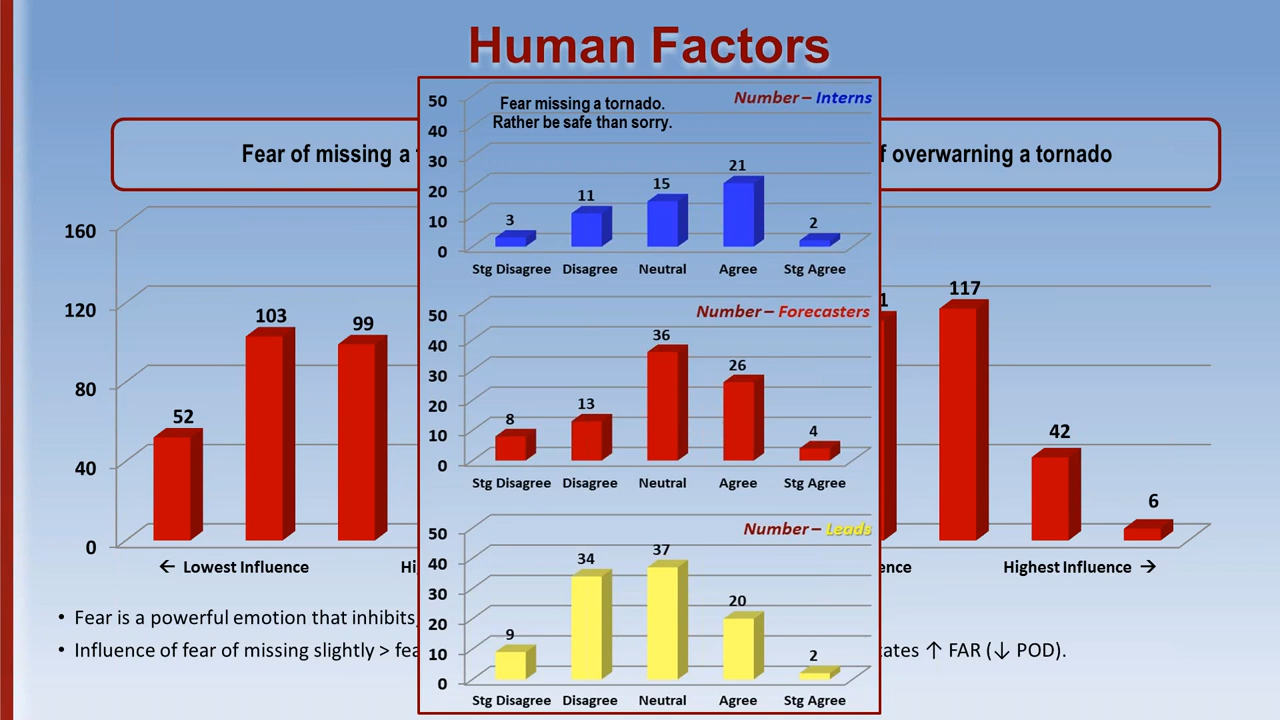 Human Factors
Fear of missing a
f overwarning a tornado
160
120
80
40
0
52
103
99
1
117
42
6
← Lowest Influence
Hi
ence
Highest Influence →
• Fear is a powerful emotion that inhibits,
• Influence of fear of missing slightly > fea
cates ↑ FAR (↓ POD).
Number – Interns
Fear missing a tornado.
Rather be safe than sorry.
50
40
30
20
10
0
3
11
15
21
2
Stg Disagree Disagree Neutral Agree Stg Agree
Number – Forecasters
50
40
30
20
10
0
8
13
36
26
4
Stg Disagree Disagree Neutral Agree Stg Agree
Number – Leads
50
40
30
20
10
0
9
34
37
20
2
Stg Disagree Disagree Neutral Agree Stg Agree